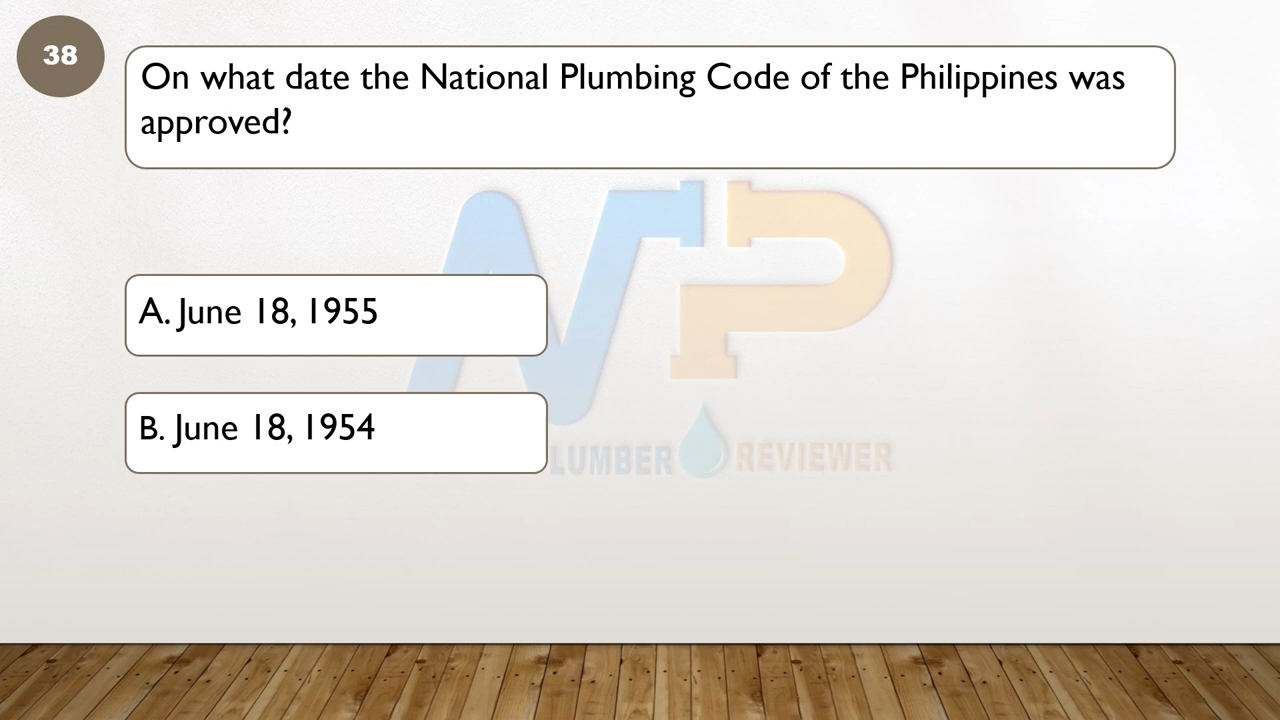 38
On what date the National Plumbing Code of the Philippines was
approved?
A. June 18, 1955
B. June 18, 1954
LUMBER REVIEWER